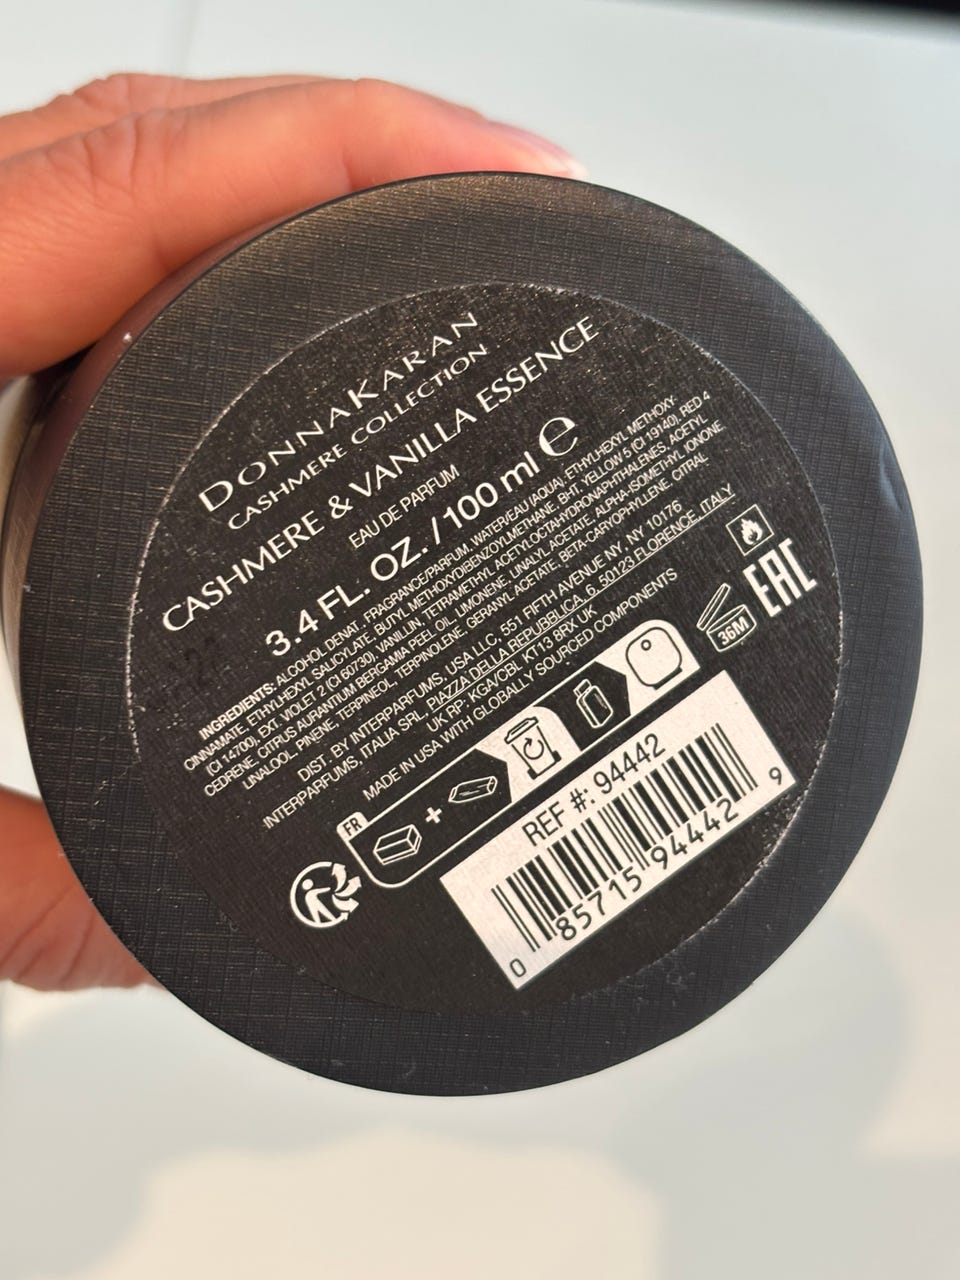 DONNAKARAN
CASHMERE COLLECTION
CASHMERE & VANILLA ESSENCE
EAU DE PARFUM
3.4 FL. OZ. / 100 ml e
INGREDIENTS: ALCOHOL DENAT., FRAGRANCE/PARFUM, WATER/EAU (AQUA), ETHYLHEXYL METHOXY-
CINNAMATE, ETHYLHEXYL SALICYLATE, BUTYL METHOXYDIBENZOYLMETHANE, BHT, YELLOW 5 (CI 19140), RED 4
(CI 14700), EXT. VIOLET 2 (CI 60730), VANILLIN, TETRAMETHYL ACETYLOCTAHYDRONAPHTHALENES, ACETYL
CEDRENE, CITRUS AURANTIUM BERGAMIA PEEL OIL, LIMONENE, LINALYL ACETATE, ALPHA-ISOMETHYL IONONE,
LINALOOL, PINENE, TERPINEOL, TERPINOLENE, GERANYL ACETATE, BETA-CARYOPHYLLENE, CITRAL
DIST. BY INTERPARFUMS, USA LLC, 551 FIFTH AVENUE NY, NY 10176
INTERPARFUMS, ITALIA SRL, PIAZZA DELLA REPUBBLICA, 6, 50123 FLORENCE, ITALY
UK RP: KGA/CBL KT13 8RX UK
MADE IN USA WITH GLOBALLY SOURCED COMPONENTS
36M
EAC
FR
+
REF #: 94442
0 85715 94442 9